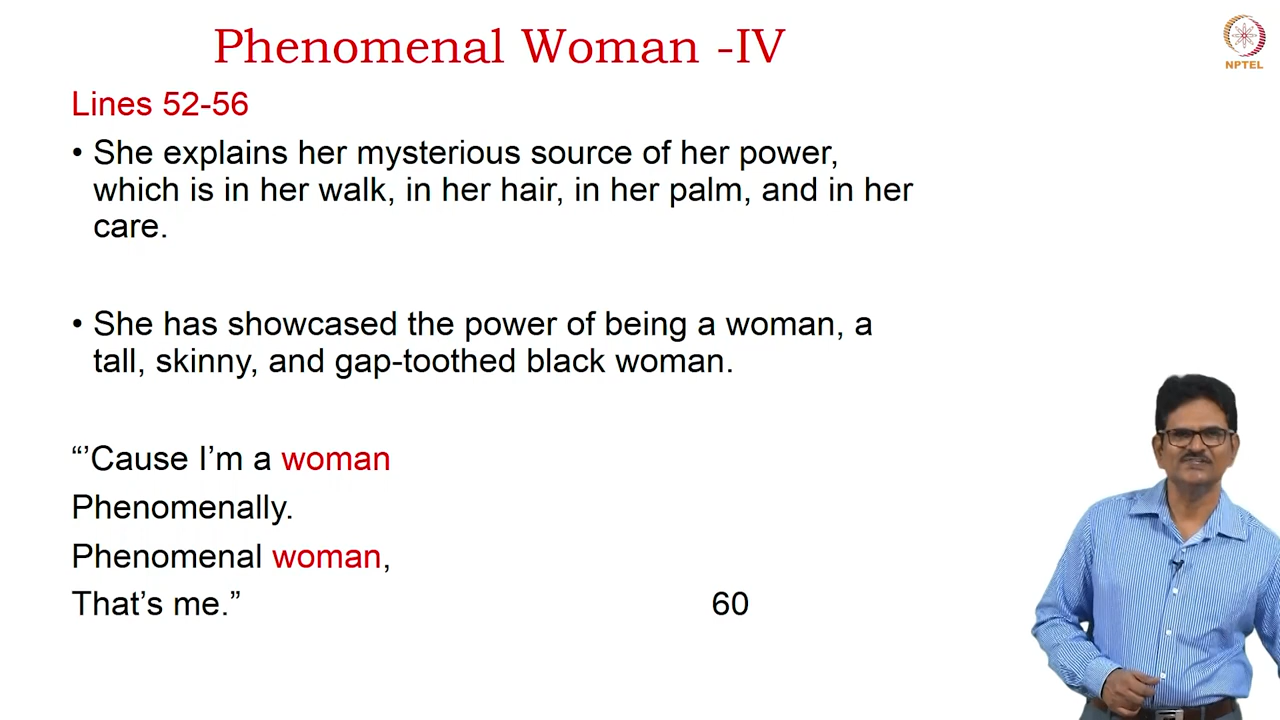 Phenomenal Woman -IV
NPTEL
Lines 52-56
• She explains her mysterious source of her power,
which is in her walk, in her hair, in her palm, and in her
care.
• She has showcased the power of being a woman, a
tall, skinny, and gap-toothed black woman.
“’Cause I’m a woman
Phenomenally.
Phenomenal woman,
That’s me.” 60